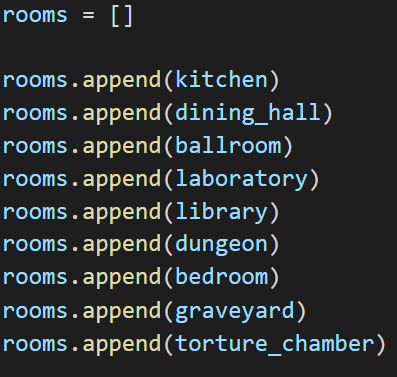 rooms = []
rooms.append(kitchen)
rooms.append(dining_hall)
rooms.append(ballroom)
rooms.append(laboratory)
rooms.append(library)
rooms.append(dungeon)
rooms.append(bedroom)
rooms.append(graveyard)
rooms.append(torture_chamber)